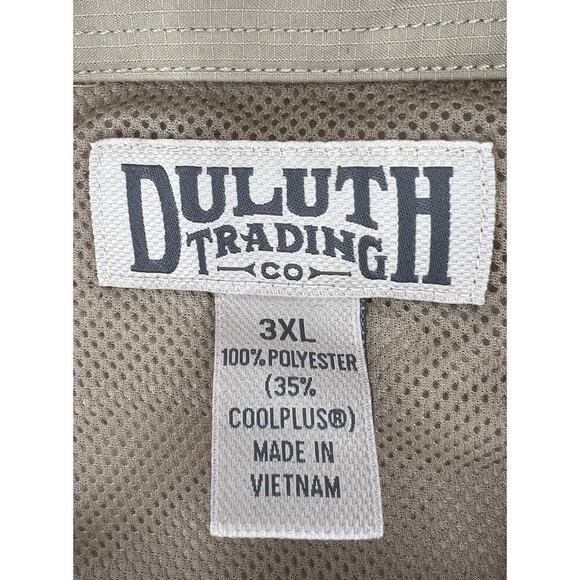 DULUTH
TRADING
CO
3XL
100% POLYESTER
(35%
COOLPLUS®)
MADE IN
VIETNAM